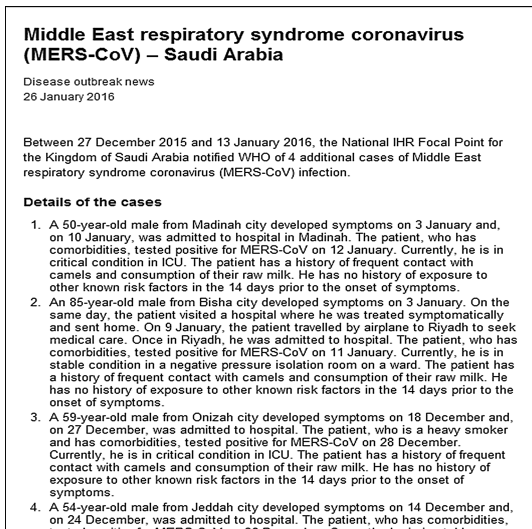 Middle East respiratory syndrome coronavirus
(MERS-CoV) – Saudi Arabia
Disease outbreak news
26 January 2016
Between 27 December 2015 and 13 January 2016, the National IHR Focal Point for
the Kingdom of Saudi Arabia notified WHO of 4 additional cases of Middle East
respiratory syndrome coronavirus (MERS-CoV) infection.
Details of the cases
1. A 50-year-old male from Madinah city developed symptoms on 3 January and,
on 10 January, was admitted to hospital in Madinah. The patient, who has
comorbidities, tested positive for MERS-CoV on 12 January. Currently, he is in
critical condition in ICU. The patient has a history of frequent contact with
camels and consumption of their raw milk. He has no history of exposure to
other known risk factors in the 14 days prior to the onset of symptoms.
2. An 85-year-old male from Bisha city developed symptoms on 3 January. On the
same day, the patient visited a hospital where he was treated symptomatically
and sent home. On 9 January, the patient travelled by airplane to Riyadh to seek
medical care. Once in Riyadh, he was admitted to hospital. The patient, who has
comorbidities, tested positive for MERS-CoV on 11 January. Currently, he is in
stable condition in a negative pressure isolation room on a ward. The patient has
a history of frequent contact with camels and consumption of their raw milk. He
has no history of exposure to other known risk factors in the 14 days prior to the
onset of symptoms.
3. A 59-year-old male from Onizah city developed symptoms on 18 December and,
on 27 December, was admitted to hospital. The patient, who is a heavy smoker
and has comorbidities, tested positive for MERS-CoV on 28 December.
Currently, he is in critical condition in ICU. The patient has a history of frequent
contact with camels and consumption of their raw milk. He has no history of
exposure to other known risk factors in the 14 days prior to the onset of
symptoms.
4. A 54-year-old male from Jeddah city developed symptoms on 14 December and,
on 24 December, was admitted to hospital. The patient, who has comorbidities,